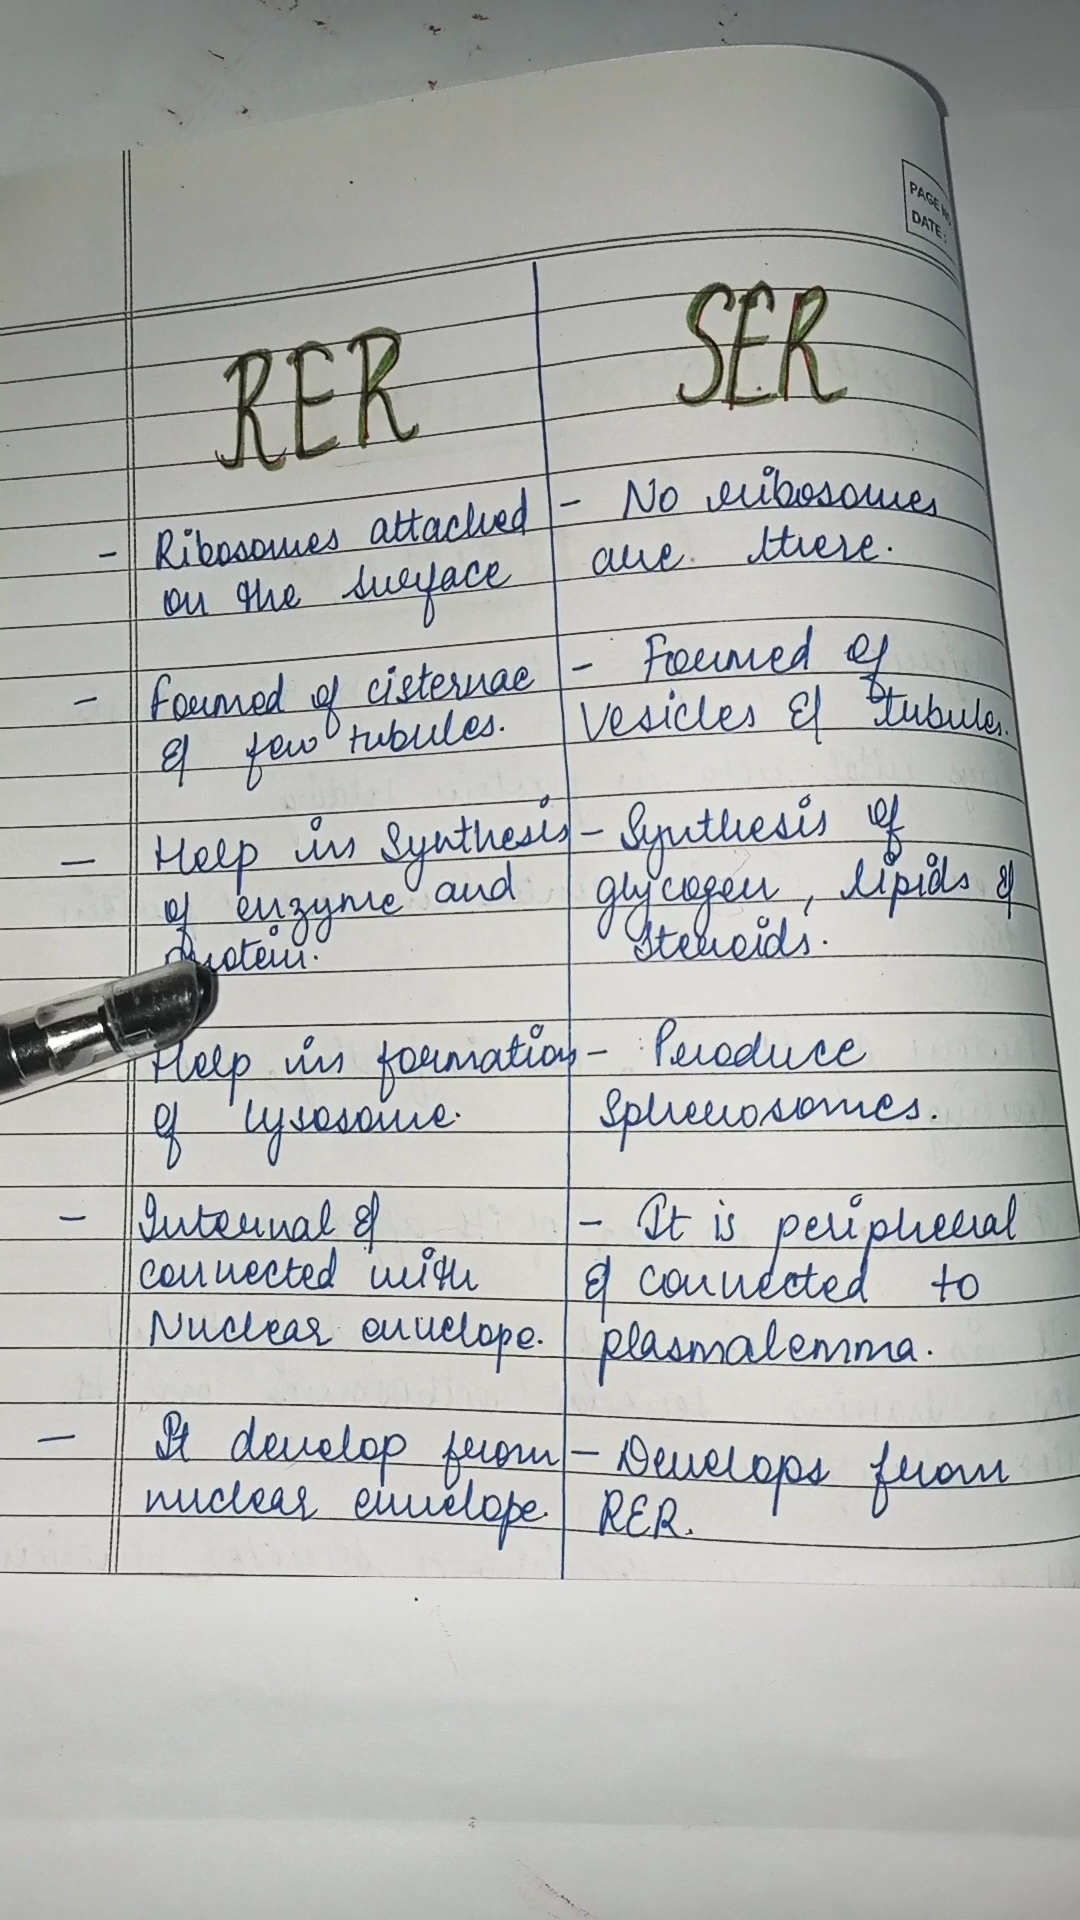 PAGE N
DATE:
RER
SER
- Ribosomes attached
on the surface
- No ribosomes
are. there.
- Formed of cisternae
& few tubules.
- Formed of
vesicles & tubules.
- Help in Synthesis
of enzyme and
protein.
- Synthesis of
glycogen, lipids &
steroids.
Help in formation
of lysosome.
- Produce
Spherosomes.
- Internal &
connected with
Nuclear envelope.
- It is peripheral
& connected to
plasmalemma.
- It develop from
nuclear envelope.
- Develops from
RER.